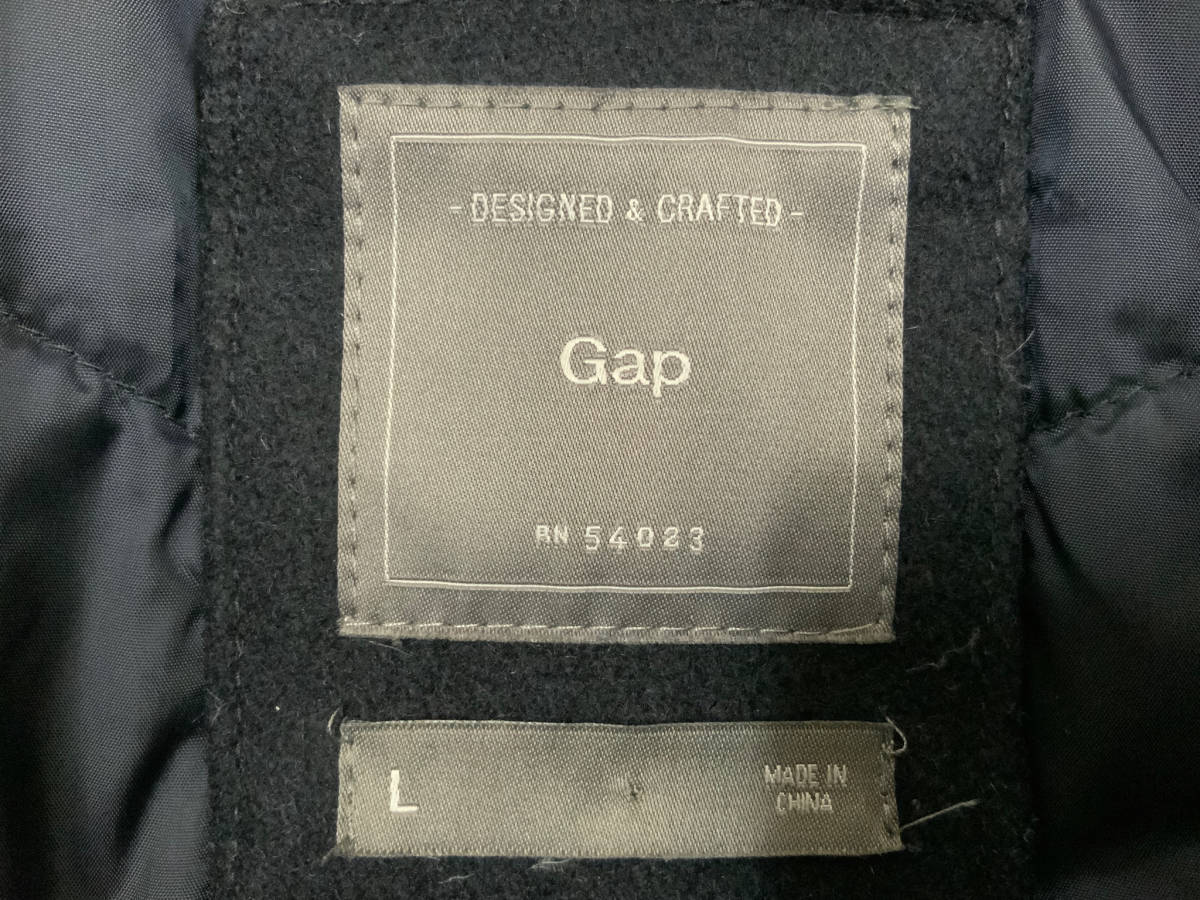 - DESIGNED & CRAFTED -
Gap
RN 54023
L
MADE IN
CHINA